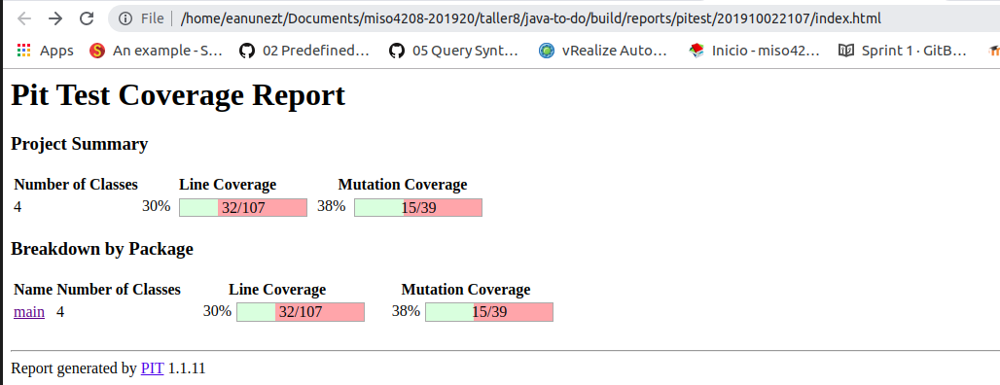 File /home/eanunezt/Documents/miso4208-201920/taller8/java-to-do/build/reports/pitest/201910022107/index.html
Apps An example - S… 02 Predefined… 05 Query Synt… vRealize Auto… Inicio - miso42… Sprint 1 · GitB…
Pit Test Coverage Report
Project Summary
Number of Classes Line Coverage Mutation Coverage
4 30% 32/107 38% 15/39
Breakdown by Package
Name Number of Classes Line Coverage Mutation Coverage
main 4 30% 32/107 38% 15/39
Report generated by PIT 1.1.11